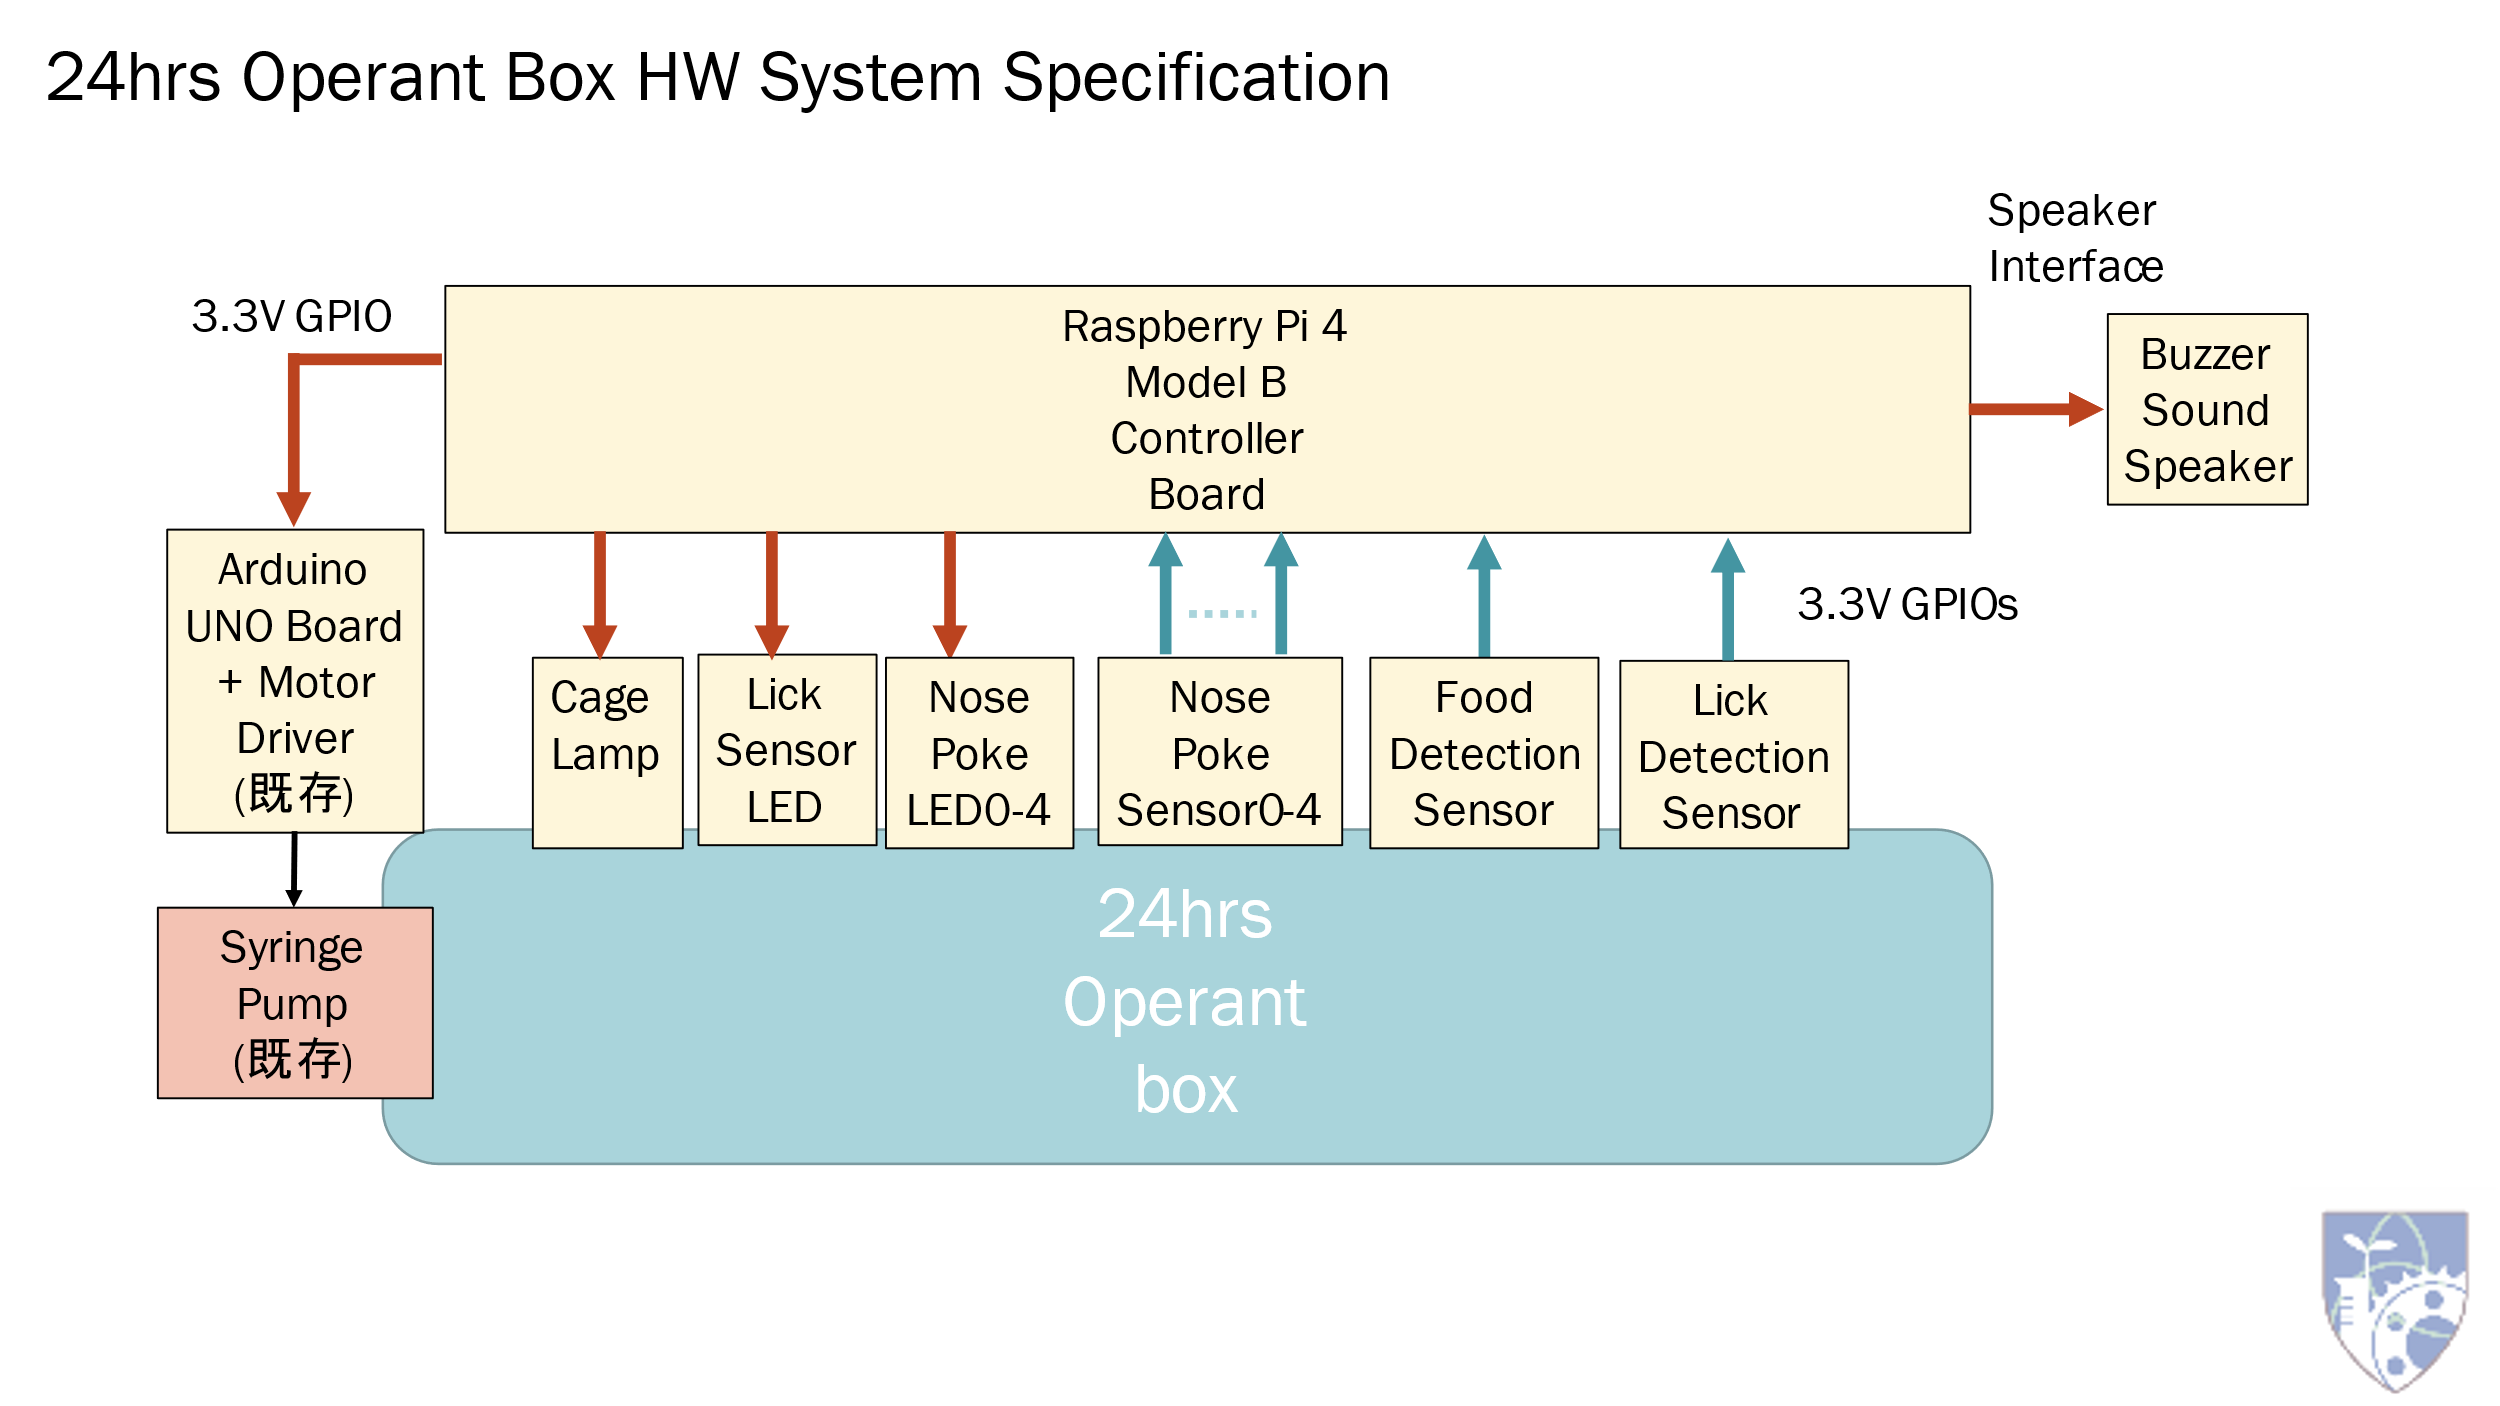 24hrs Operant Box HW System Specification
Speaker
Interface
3.3V GPIO
Raspberry Pi 4
Model B
Controller
Board
Buzzer
Sound
Speaker
Arduino
UNO Board
+ Motor
Driver
(既存)
3.3V GPIOs
Cage
Lamp
Lick
Sensor
LED
Nose
Poke
LED0-4
Nose
Poke
Sensor0-4
Food
Detection
Sensor
Lick
Detection
Sensor
Syringe
Pump
(既存)
24hrs
Operant
box